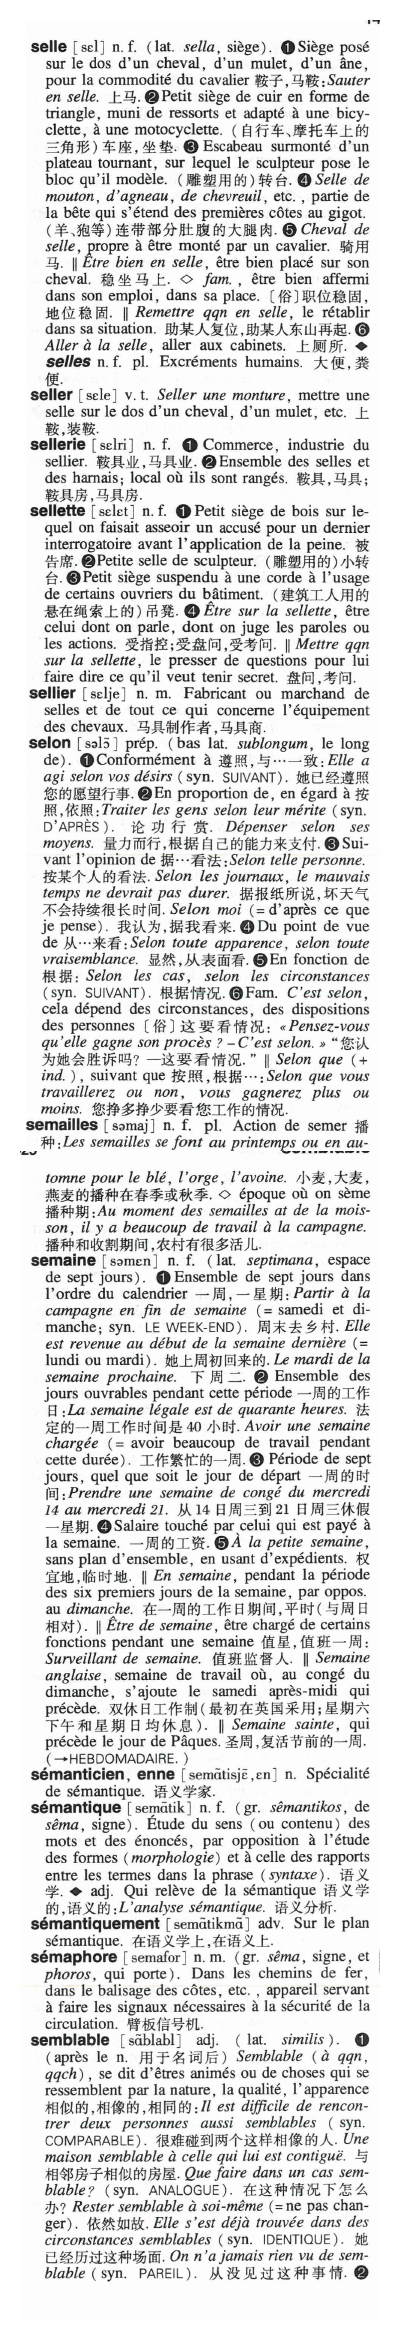 selle [sɛl] n. f. (lat. sella, siège). ❶Siège posé
sur le dos d'un cheval, d'un mulet, d'un âne,
pour la commodité du cavalier 鞍子,马鞍:Sauter
en selle. 上马. ❷Petit siège de cuir en forme de
triangle, muni de ressorts et adapté à une bicy-
clette, à une motocyclette. (自行车、摩托车上的
三角形)车座,坐垫. ❸ Escabeau surmonté d'un
plateau tournant, sur lequel le sculpteur pose le
bloc qu'il modèle. (雕塑用的)转台. ❹ Selle de
mouton, d'agneau, de chevreuil, etc. , partie de
la bête qui s'étend des premières côtes au gigot.
(羊、狍等)连带部分肚腹的大腿肉. ❺ Cheval de
selle, propre à être monté par un cavalier. 骑用
马. ‖ Être bien en selle, être bien placé sur son
cheval. 稳坐马上. ◇ fam. , être bien affermi
dans son emploi, dans sa place. [俗]职位稳固,
地位稳固. ‖ Remettre qqn en selle, le rétablir
dans sa situation. 助某人复位,助某人东山再起. ❻
Aller à la selle, aller aux cabinets. 上厕所. ◆
selles n. f. pl. Excréments humains. 大便,粪
便.
seller [sɛle] v. t. Seller une monture, mettre une
selle sur le dos d'un cheval, d'un mulet, etc. 上
鞍,装鞍.
sellerie [sɛlri] n. f. ❶ Commerce, industrie du
sellier. 鞍具业,马具业. ❷Ensemble des selles et
des harnais; local où ils sont rangés. 鞍具,马具;
鞍具房,马具房.
sellette [sɛlɛt] n. f. ❶Petit siège de bois sur le-
quel on faisait asseoir un accusé pour un dernier
interrogatoire avant l'application de la peine. 被
告席. ❷Petite selle de sculpteur. (雕塑用的)小转
台. ❸Petit siège suspendu à une corde à l'usage
de certains ouvriers du bâtiment. (建筑工人用的
悬在绳索上的)吊凳. ❹ Être sur la sellette, être
celui dont on parle, dont on juge les paroles ou
les actions. 受指控;受盘问,受考问. ‖ Mettre qqn
sur la sellette, le presser de questions pour lui
faire dire ce qu'il veut tenir secret. 盘问,考问.
sellier [sɛlje] n. m. Fabricant ou marchand de
selles et de tout ce qui concerne l'équipement
des chevaux. 马具制作者,马具商.
selon [səlɔ̃] prép. (bas lat. sublongum, le long
de). ❶Conformément à 遵照,与…一致:Elle a
agi selon vos désirs (syn. SUIVANT). 她已经遵照
您的愿望行事. ❷En proportion de, en égard à 按
照,依照:Traiter les gens selon leur mérite (syn.
D'APRÈS). 论功行赏. Dépenser selon ses
moyens. 量力而行,根据自己的能力来支付. ❸Sui-
vant l'opinion de 据…看法:Selon telle personne.
按某个人的看法. Selon les journaux, le mauvais
temps ne devrait pas durer. 据报纸所说,坏天气
不会持续很长时间. Selon moi (= d'après ce que
je pense). 我认为,据我看来. ❹Du point de vue
de 从…来看:Selon toute apparence, selon toute
vraisemblance. 显然,从表面看. ❺En fonction de
根据: Selon les cas, selon les circonstances
(syn. SUIVANT). 根据情况. ❻Fam. C'est selon,
cela dépend des circonstances, des dispositions
des personnes [俗]这要看情况: «Pensez-vous
qu'elle gagne son procès ? – C'est selon. » “您认
为她会胜诉吗? —这要看情况.” ‖ Selon que (+
ind. ), suivant que 按照,根据…:Selon que vous
travaillerez ou non, vous gagnerez plus ou
moins. 您挣多挣少要看您工作的情况.
semailles [səmaj] n. f. pl. Action de semer 播
种:Les semailles se font au printemps ou en au-
tomne pour le blé, l'orge, l'avoine. 小麦,大麦,
燕麦的播种在春季或秋季. ◇ époque où on sème
播种期:Au moment des semailles at de la mois-
son, il y a beaucoup de travail à la campagne.
播种和收割期间,农村有很多活儿.
semaine [səmɛn] n. f. (lat. septimana, espace
de sept jours). ❶Ensemble de sept jours dans
l'ordre du calendrier 一周,一星期: Partir à la
campagne en fin de semaine (= samedi et di-
manche; syn. LE WEEK-END). 周末去乡村. Elle
est revenue au début de la semaine dernière (=
lundi ou mardi). 她上周初回来的. Le mardi de la
semaine prochaine. 下周二. ❷ Ensemble des
jours ouvrables pendant cette période 一周的工作
日:La semaine légale est de quarante heures. 法
定的一周工作时间是 40 小时. Avoir une semaine
chargée (= avoir beaucoup de travail pendant
cette durée). 工作繁忙的一周. ❸ Période de sept
jours, quel que soit le jour de départ 一周的时
间:Prendre une semaine de congé du mercredi
14 au mercredi 21. 从 14 日周三到 21 日周三休假
一星期. ❹Salaire touché par celui qui est payé à
la semaine. 一周的工资. ❺À la petite semaine,
sans plan d'ensemble, en usant d'expédients. 权
宜地,临时地. ‖ En semaine, pendant la période
des six premiers jours de la semaine, par oppos.
au dimanche. 在一周的工作日期间,平时(与周日
相对). ‖ Être de semaine, être chargé de certains
fonctions pendant une semaine 值星,值班一周:
Surveillant de semaine. 值班监督人. ‖ Semaine
anglaise, semaine de travail où, au congé du
dimanche, s'ajoute le samedi après-midi qui
précède. 双休日工作制(最初在英国采用;星期六
下午和星期日均休息). ‖ Semaine sainte, qui
précède le jour de Pâques. 圣周,复活节前的一周.
(→HEBDOMADAIRE. )
sémanticien, enne [semɑ̃tisjɛ̃,ɛn] n. Spécialité
de sémantique. 语义学家.
sémantique [semɑ̃tik] n. f. (gr. sêmantikos, de
sêma, signe). Étude du sens (ou contenu) des
mots et des énoncés, par opposition à l'étude
des formes (morphologie) et à celle des rapports
entre les termes dans la phrase (syntaxe). 语义
学. ◆ adj. Qui relève de la sémantique 语义学
的,语义的:L'analyse sémantique. 语义分析.
sémantiquement [semɑ̃tikmɑ̃] adv. Sur le plan
sémantique. 在语义学上,在语义上.
sémaphore [semafɔr] n. m. (gr. sêma, signe, et
phoros, qui porte). Dans les chemins de fer,
dans le balisage des côtes, etc. , appareil servant
à faire les signaux nécessaires à la sécurité de la
circulation. 臂板信号机.
semblable [sɑ̃blabl] adj. (lat. similis). ❶
(après le n. 用于名词后) Semblable (à qqn,
qqch), se dit d'êtres animés ou de choses qui se
ressemblent par la nature, la qualité, l'apparence
相似的,相像的,相同的:Il est difficile de rencon-
trer deux personnes aussi semblables (syn.
COMPARABLE). 很难碰到两个这样相像的人. Une
maison semblable à celle qui lui est contiguë. 与
相邻房子相似的房屋. Que faire dans un cas sem-
blable? (syn. ANALOGUE). 在这种情况下怎么
办? Rester semblable à soi-même (=ne pas chan-
ger). 依然如故. Elle s'est déjà trouvée dans des
circonstances semblables (syn. IDENTIQUE). 她
已经历过这种场面. On n'a jamais rien vu de sem-
blable (syn. PAREIL). 从没见过这种事情. ❷